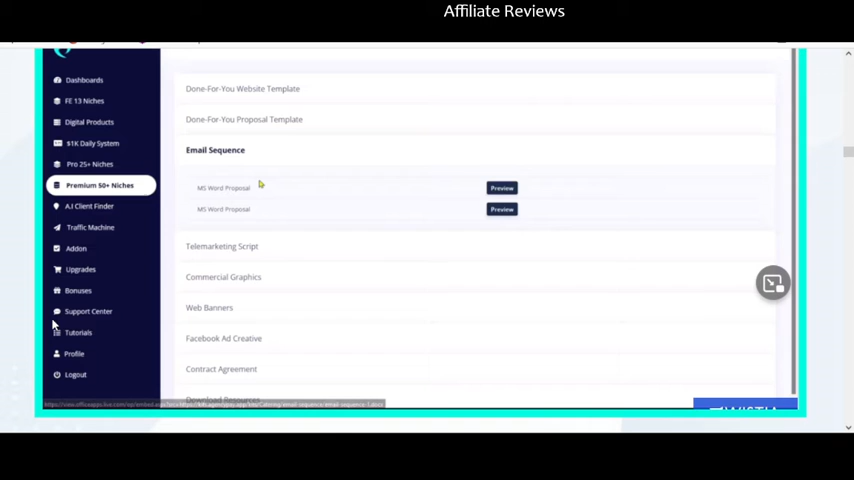 Affiliate Reviews
Dashboards
FE 13 Niches
Digital Products
$1K Daily System
Pro 25+ Niches
Premium 50+ Niches
A.I Client Finder
Traffic Machine
Addon
Upgrades
Bonuses
Support Center
Tutorials
Profile
Logout
Done-For-You Website Template
Done-For-You Proposal Template
Email Sequence
MS Word Proposal Preview
MS Word Proposal Preview
Telemarketing Script
Commercial Graphics
Web Banners
Facebook Ad Creative
Contract Agreement
Download Resources